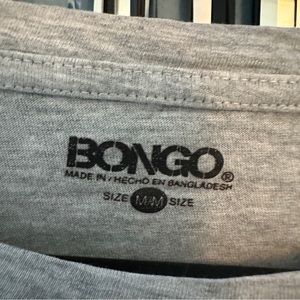 BONGO®
MADE IN / HECHO EN BANGLADESH
SIZE M-M SIZE